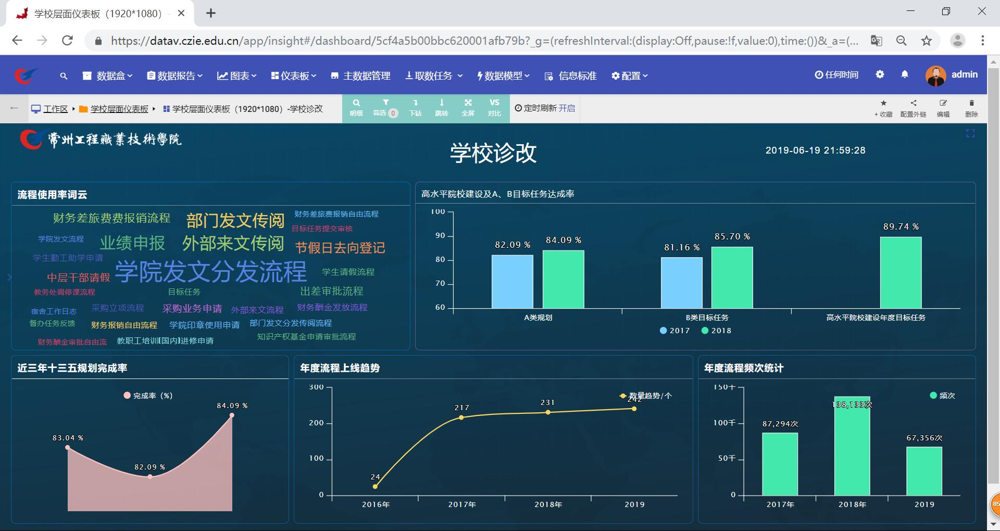 学校层面仪表板（1920*1080）-
https://datav.czie.edu.cn/app/insight#/dashboard/5cf4a5b00bbc620001afb79b?_g=(refreshInterval:(display:Off,pause:!f,value:0),time:())&_a=(...
数据盒 数据报告 图表 仪表板 主数据管理 取数任务 数据模型 信息标准 配置 任何时间 admin
工作区 学校层面仪表板 学校层面仪表板（1920*1080）-学校诊改
明细 筛选 0 下钻 跳转 全屏 VS 对比
定时刷新 开启
+ 收藏 配置外链 编辑 删除
常州工程職業技術學院
学校诊改
2019-06-19 21:59:28
流程使用率词云
财务差旅费费报销流程 部门发文传阅 财务差旅费报销自由流程
目标任务提交审核
学院发文流程 业绩申报 外部来文传阅 节假日去向登记
学生勤工助学申请
中层干部请假 学院发文分发流程 学生请假流程
教务处调停课流程 目标任务 出差审批流程
宿舍工作日志 采购立项流程 采购业务申请 外部来文流程 财务酬金发放流程
督办任务反馈 财务报销自由流程 学院印章使用申请 部门发文分发传阅流程
财务酬金审批自由流 教职工培训(国内)进修申请 知识产权基金申请审批流程
高水平院校建设及A、B目标任务达成率
100
90
80
70
60
82.09 % 84.09 % 81.16 % 85.70 % 89.74 %
A类规划 B类目标任务 高水平院校建设年度目标任务
2017 2018
近三年十三五规划完成率
完成率（%）
83.04 % 82.09 % 84.09 %
年度流程上线趋势
数量趋势/个
300
200
100
0
24 217 231 242
2016年 2017年 2018年 2019
年度流程频次统计
频次
150千
100千
50千
0
87,294次 138,133次 67,356次
2017年 2018年 2019
85